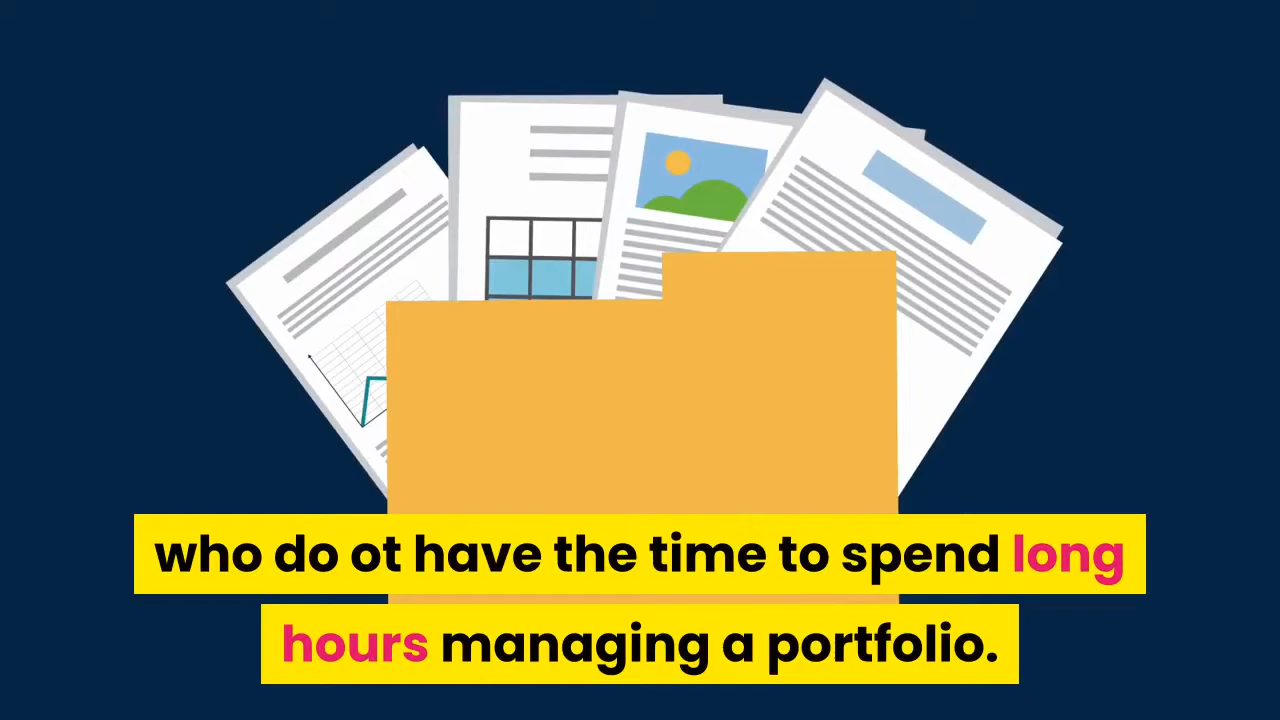 who do ot have the time to spend long
hours managing a portfolio.